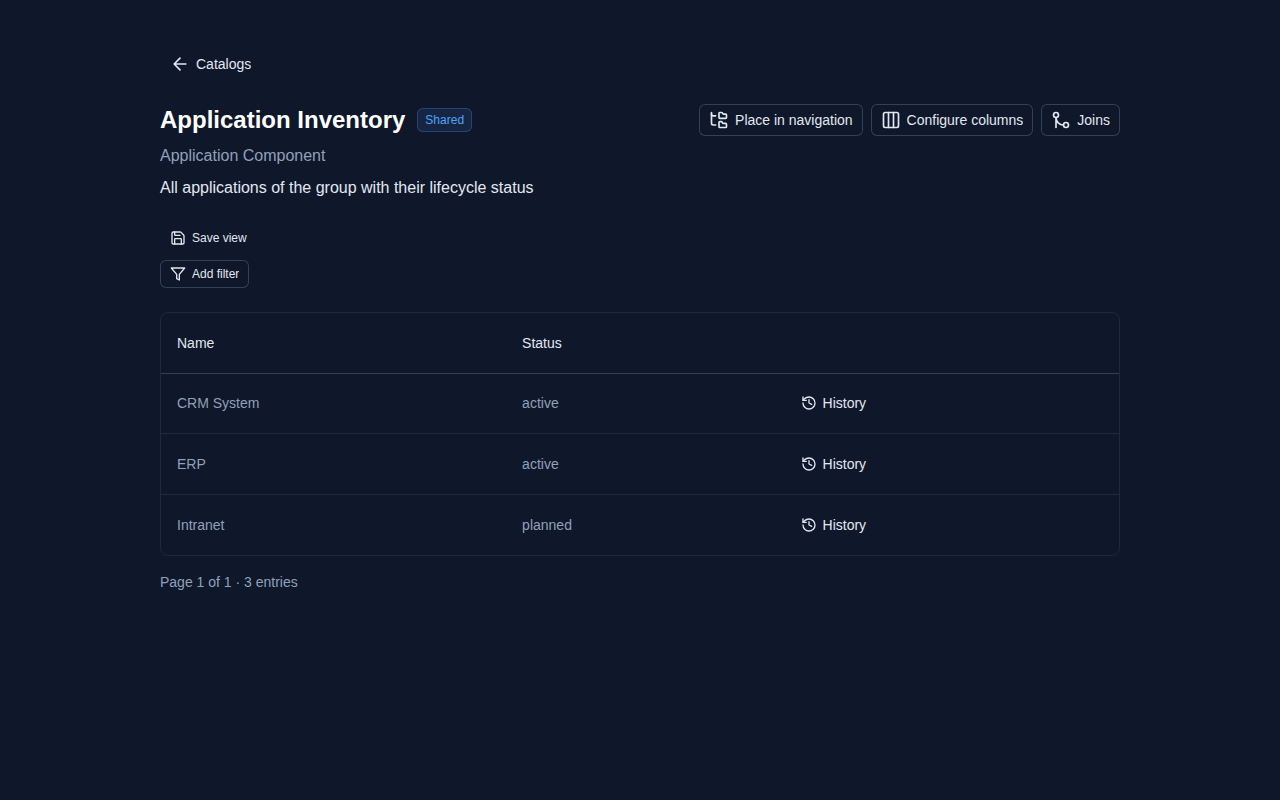 Catalogs
Application Inventory Shared Place in navigation Configure columns Joins
Application Component
All applications of the group with their lifecycle status
Save view
Add filter
Name Status
CRM System active History
ERP active History
Intranet planned History
Page 1 of 1 · 3 entries